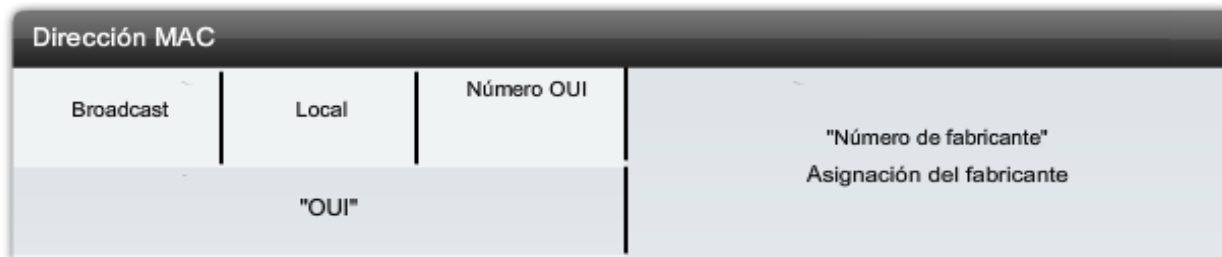 Dirección MAC
Broadcast
Local
Número OUI
"OUI"
"Número de fabricante"
Asignación del fabricante